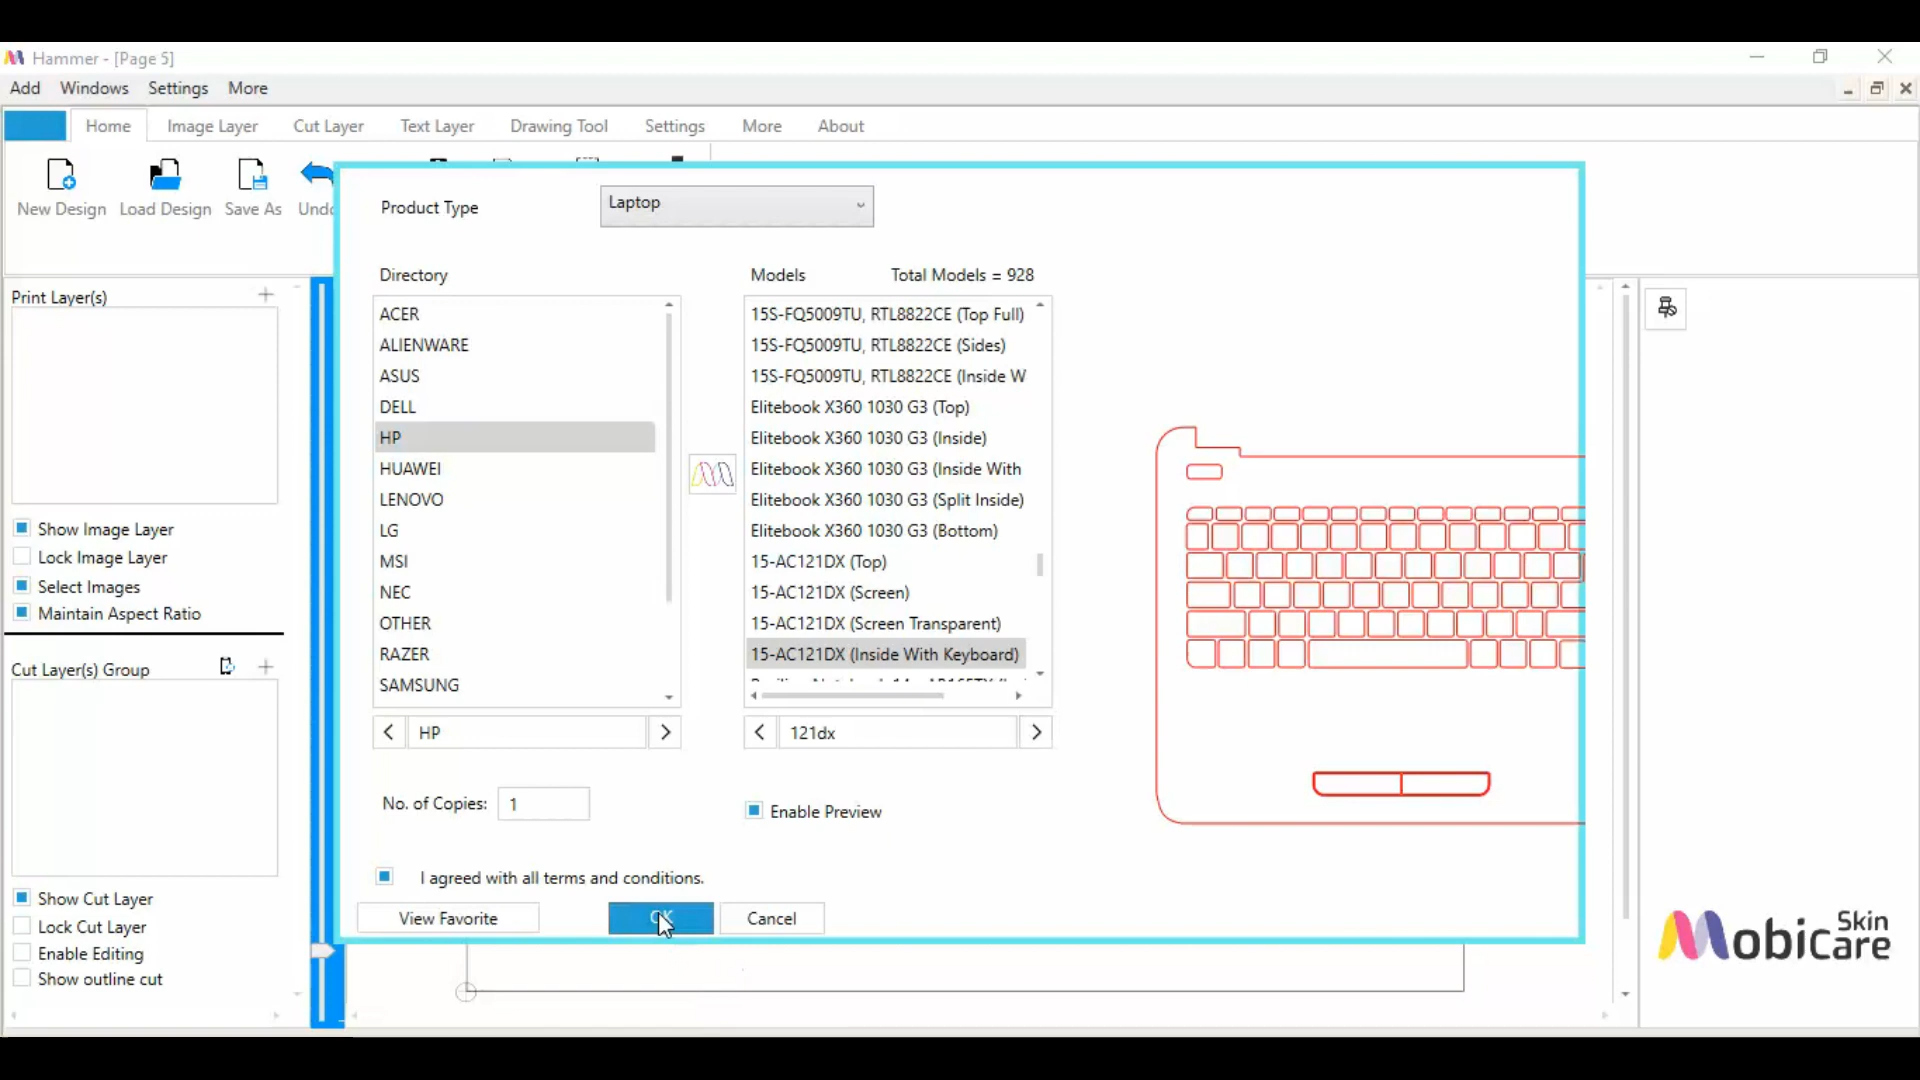 Hammer - [Page 5]
Add Windows Settings More
Home Image Layer Cut Layer Text Layer Drawing Tool Settings More About
New Design Load Design Save As Undo
Product Type Laptop
Directory
Models Total Models = 928
ACER
ALIENWARE
ASUS
DELL
HP
HUAWEI
LENOVO
LG
MSI
NEC
OTHER
RAZER
SAMSUNG
HP
15S-FQ5009TU, RTL8822CE (Top Full)
15S-FQ5009TU, RTL8822CE (Sides)
15S-FQ5009TU, RTL8822CE (Inside W
Elitebook X360 1030 G3 (Top)
Elitebook X360 1030 G3 (Inside)
Elitebook X360 1030 G3 (Inside With
Elitebook X360 1030 G3 (Split Inside)
Elitebook X360 1030 G3 (Bottom)
15-AC121DX (Top)
15-AC121DX (Screen)
15-AC121DX (Screen Transparent)
15-AC121DX (Inside With Keyboard)
121dx
No. of Copies: 1
Enable Preview
I agreed with all terms and conditions.
View Favorite OK Cancel
Print Layer(s)
Show Image Layer
Lock Image Layer
Select Images
Maintain Aspect Ratio
Cut Layer(s) Group
Show Cut Layer
Lock Cut Layer
Enable Editing
Show outline cut
Mobicare Skin